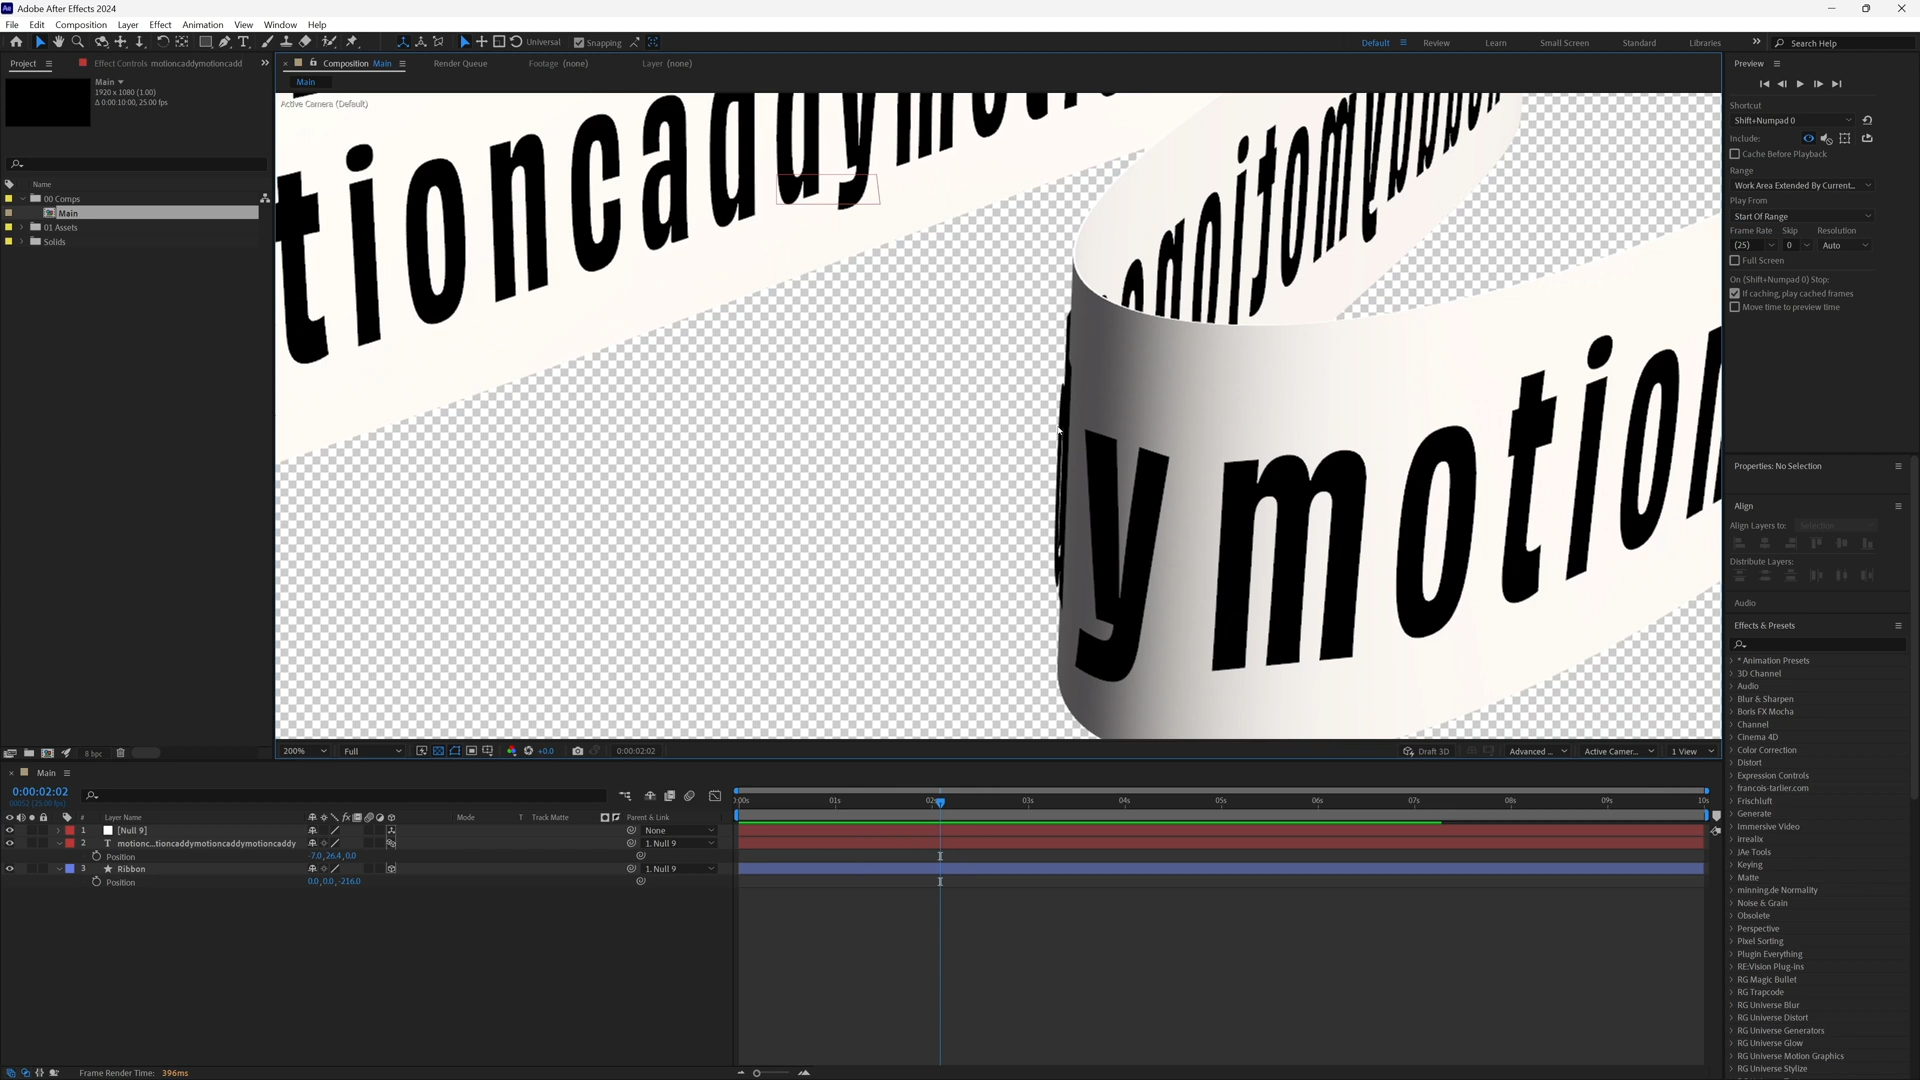 Adobe After Effects 2024
File Edit Composition Layer Effect Animation View Window Help
Universal Snapping Default Review Learn Small Screen Standard Libraries Search Help
Project Effect Controls motioncaddymotioncadd
Composition Main Render Queue Footage (none) Layer (none)
Main
Main
1920 x 1080 (1.00)
Δ 0:00:10:00, 25.00 fps
Name
00 Comps
Main
01 Assets
Solids
8 bpc
Active Camera (Default)
tioncaddymotio
y motion
200% Full +0.0 0:00:02:02 Draft 3D Advanced ... Active Camer... 1 View
Preview
Shortcut
Shift+Numpad 0
Include:
Cache Before Playback
Range
Work Area Extended By Current...
Play From
Start Of Range
Frame Rate Skip Resolution
(25) 0 Auto
Full Screen
On (Shift+Numpad 0) Stop:
If caching, play cached frames
Move time to preview time
Properties: No Selection
Align
Align Layers to: Selection
Distribute Layers:
Audio
Effects & Presets
* Animation Presets
3D Channel
Audio
Blur & Sharpen
Boris FX Mocha
Channel
Cinema 4D
Color Correction
Distort
Expression Controls
francois-tarlier.com
Frischluft
Generate
Immersive Video
irrealix
JAe Tools
Keying
Matte
minning.de Normality
Noise & Grain
Obsolete
Perspective
Pixel Sorting
Plugin Everything
RE:Vision Plug-ins
RG Magic Bullet
RG Trapcode
RG Universe Blur
RG Universe Distort
RG Universe Generators
RG Universe Glow
RG Universe Motion Graphics
RG Universe Stylize
Main
0:00:02:02
00052 (25.00 fps)
# Layer Name Mode T Track Matte Parent & Link
1 [Null 9] None
2 T motionc...tioncaddymotioncaddymotioncaddy 1. Null 9
Position -7.0,26.4,0.0
3 Ribbon 1. Null 9
Position 0.0,0.0,-216.0
):00s 01s 02s 03s 04s 05s 06s 07s 08s 09s 10s
Frame Render Time: 396ms